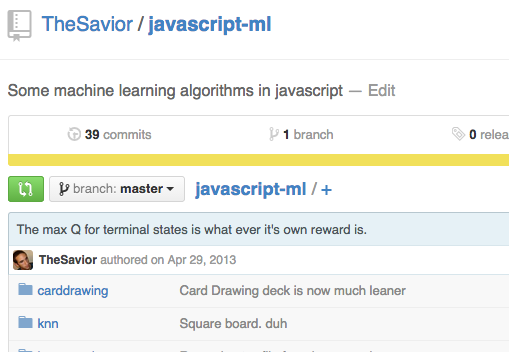 TheSavior / javascript-ml
Some machine learning algorithms in javascript — Edit
39 commits 1 branch 0 relea
branch: master javascript-ml / +
The max Q for terminal states is what ever it's own reward is.
TheSavior authored on Apr 29, 2013
carddrawing Card Drawing deck is now much leaner
knn Square board. duh